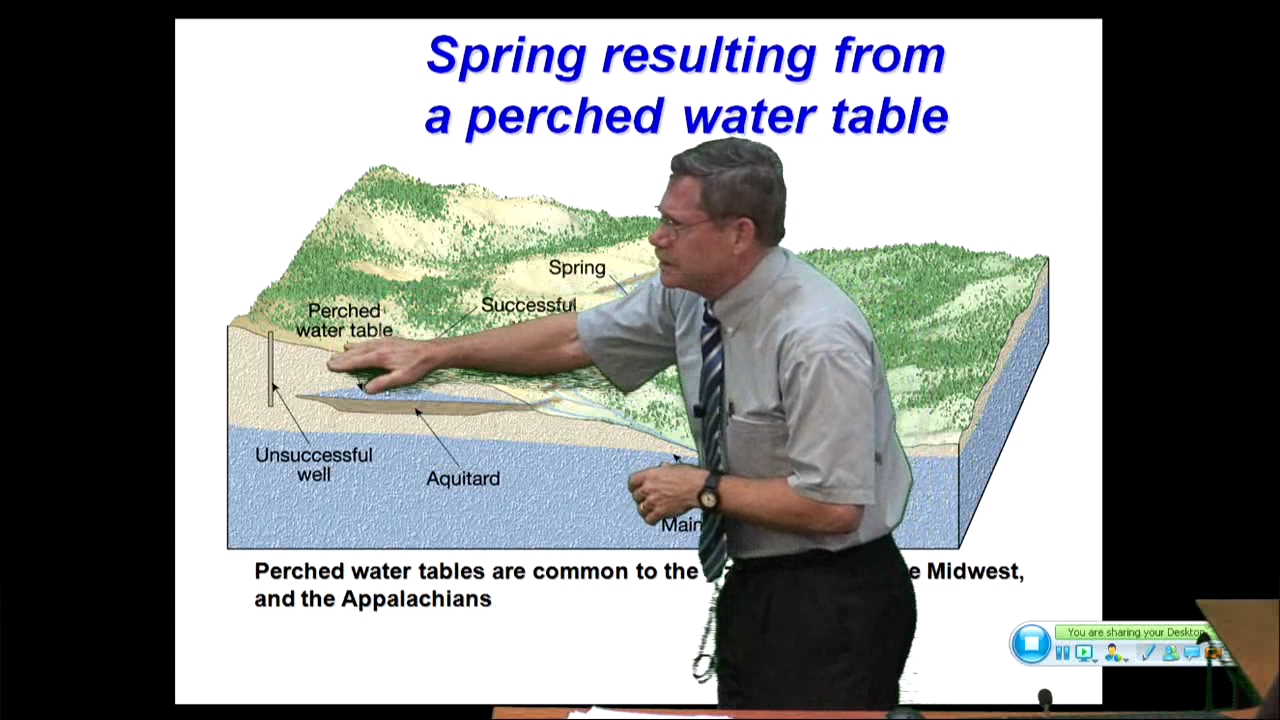 Spring resulting from
a perched water table
Spring
Successful
Perched
water table
Unsuccessful
well
Aquitard
Main
Perched water tables are common to the
Midwest,
and the Appalachians
You are sharing your Desktop